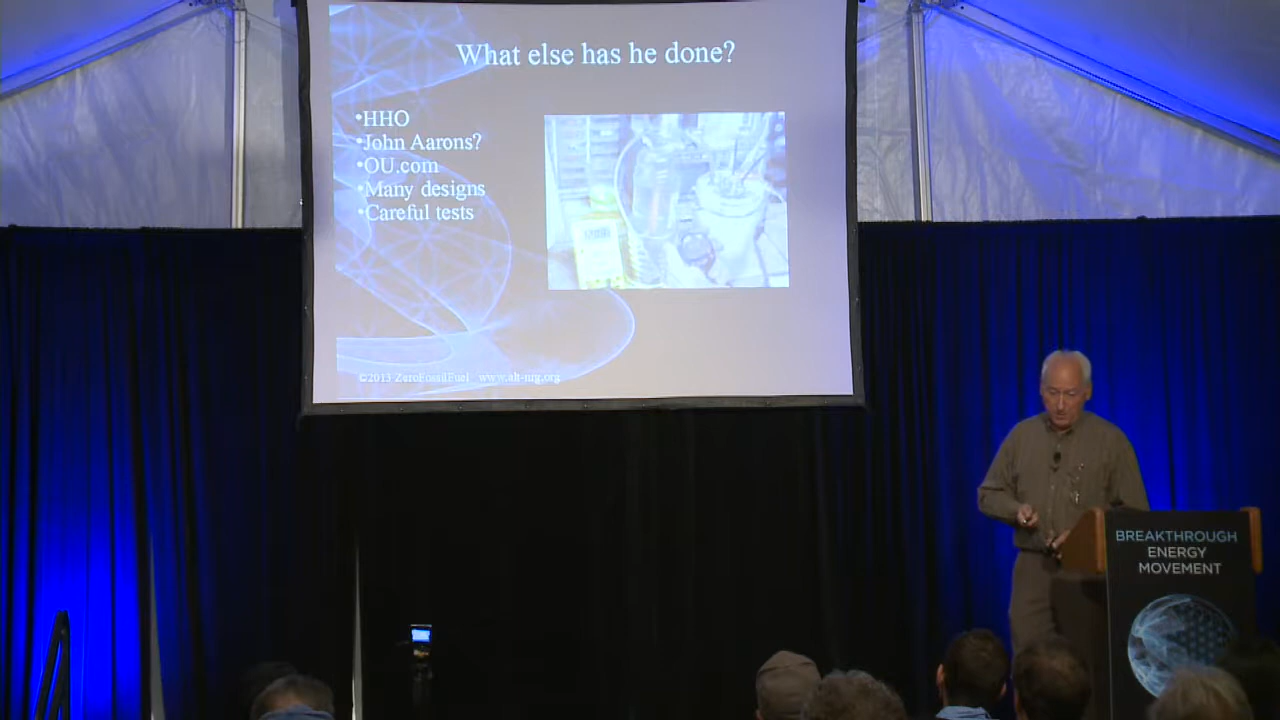 What else has he done?
•HHO
•John Aarons?
•OU.com
•Many designs
•Careful tests
©2013 ZeroFossilFuel www.alt-nrg.org
BREAKTHROUGH
ENERGY
MOVEMENT